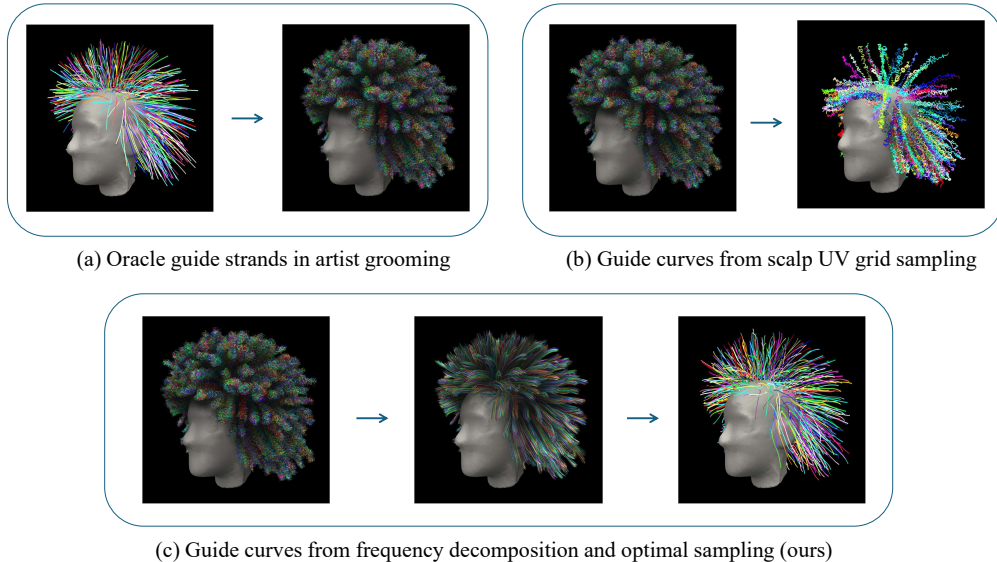 (a) Oracle guide strands in artist grooming
(b) Guide curves from scalp UV grid sampling
(c) Guide curves from frequency decomposition and optimal sampling (ours)